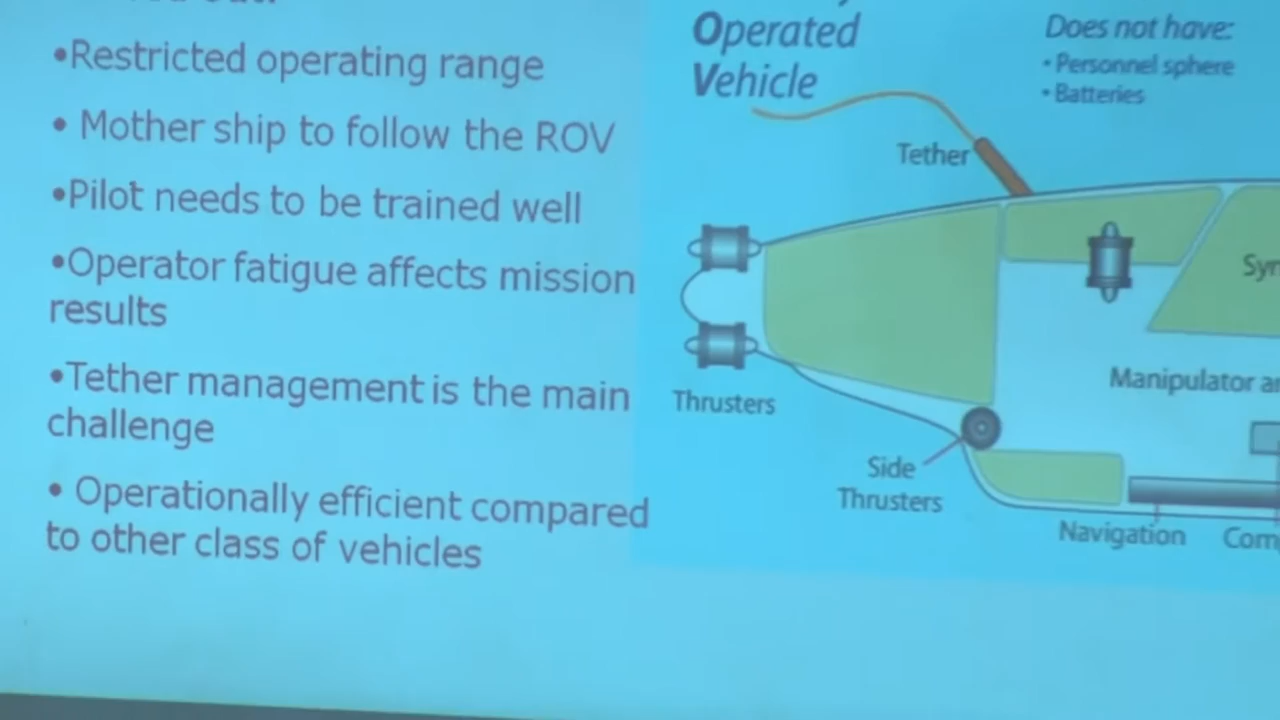 •Restricted operating range
• Mother ship to follow the ROV
•Pilot needs to be trained well
•Operator fatigue affects mission
results
•Tether management is the main
challenge
• Operationally efficient compared
to other class of vehicles
Operated
Vehicle
Does not have:
• Personnel sphere
• Batteries
Tether
Thrusters
Side
Thrusters
Manipulator
Navigation